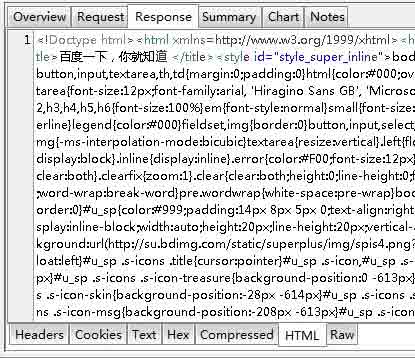 Overview Request Response Summary Chart Notes
1 <!Doctype html><html xmlns=http://www.w3.org/1999/xhtml><h
tle>百度一下，你就知道 </title><style id="style_super_inline">bod
button,input,textarea,th,td{margin:0;padding:0}html{color:#000;ov
tarea{font-size:12px;font-family:arial, 'Hiragino Sans GB', 'Microso
2,h3,h4,h5,h6{font-size:100%}em{font-style:normal}small{font-siz
erline}legend{color:#000}fieldset,img{border:0}button,input,select,
mg{-ms-interpolation-mode:bicubic}textarea{resize:vertical}.left{flo
display:block}.inline{display:inline}.error{color:#F00;font-size:12px}
clear:both}.clearfix{zoom:1}.clear{clear:both;height:0;line-height:0;f
;word-wrap:break-word}pre.wordwrap{white-space:pre-wrap}bod
order:0}#u_sp{color:#999;padding:14px 8px 5px 0;text-align:right
splay:inline-block;width:auto;height:20px;line-height:20px;vertical-a
kground:url(http://su.bdimg.com/static/superplus/img/spis4.png?
loat:left}#u_sp .s-icons .title{cursor:pointer}#u_sp .s-icon,#u_sp .s-
px}#u_sp .s-icons .s-icon-treasure{background-position:0 -613px}
s .s-icon-skin{background-position:-28px -614px}#u_sp .s-icons .s
ns .s-icon-msg{background-position:-208px -613px}#u_sp .s-icons
Headers Cookies Text Hex Compressed HTML Raw